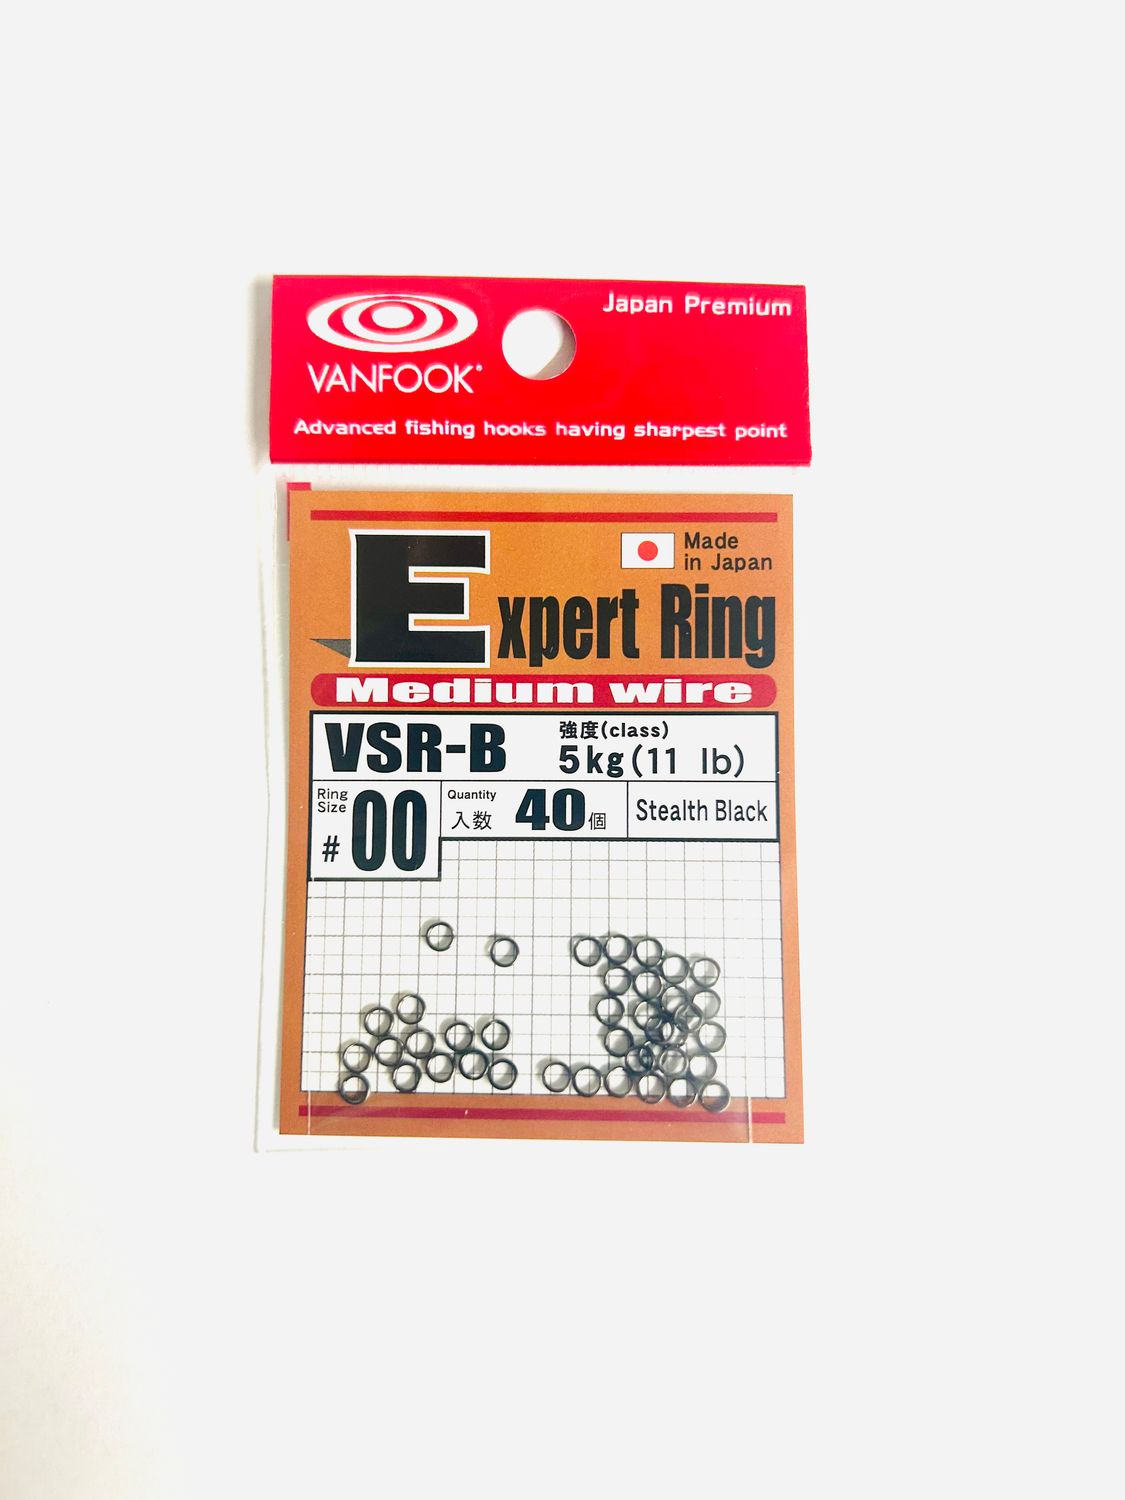 Japan Premium
VANFOOK
Advanced fishing hooks having sharpest point
Made
in Japan
Expert Ring
Medium wire
VSR-B
強度(class)
5kg(11 lb)
Ring
Size
#00
Quantity
入数 40個
Stealth Black